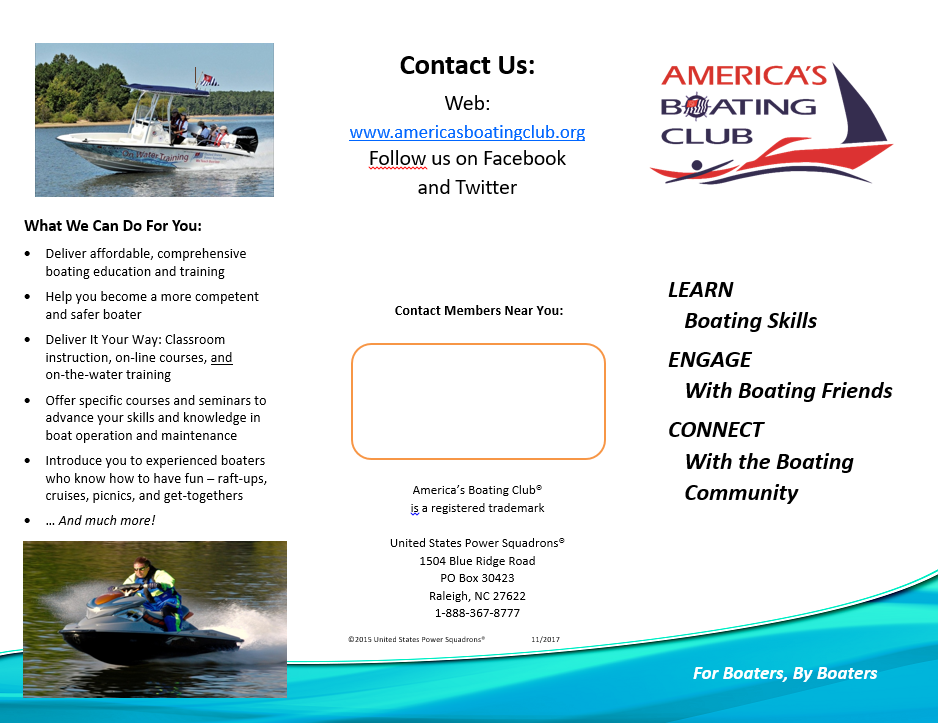 On Water Training
What We Can Do For You:
• Deliver affordable, comprehensive
boating education and training
• Help you become a more competent
and safer boater
• Deliver It Your Way: Classroom
instruction, on-line courses, and
on-the-water training
• Offer specific courses and seminars to
advance your skills and knowledge in
boat operation and maintenance
• Introduce you to experienced boaters
who know how to have fun – raft-ups,
cruises, picnics, and get-togethers
• … And much more!
Contact Us:
Web:
www.americasboatingclub.org
Follow us on Facebook
and Twitter
Contact Members Near You:
America’s Boating Club®
is a registered trademark
United States Power Squadrons®
1504 Blue Ridge Road
PO Box 30423
Raleigh, NC 27622
1-888-367-8777
©2015 United States Power Squadrons® 11/2017
AMERICA'S
BOATING
CLUB
LEARN
Boating Skills
ENGAGE
With Boating Friends
CONNECT
With the Boating
Community
For Boaters, By Boaters